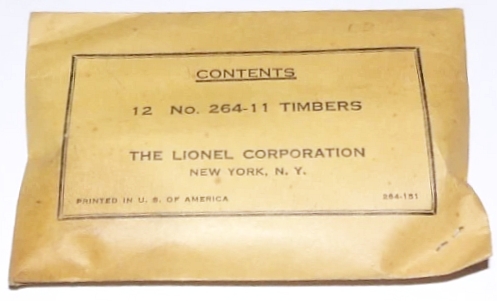 CONTENTS
12 No. 264-11 TIMBERS
THE LIONEL CORPORATION
NEW YORK, N. Y.
PRINTED IN U. S. OF AMERICA
264-151